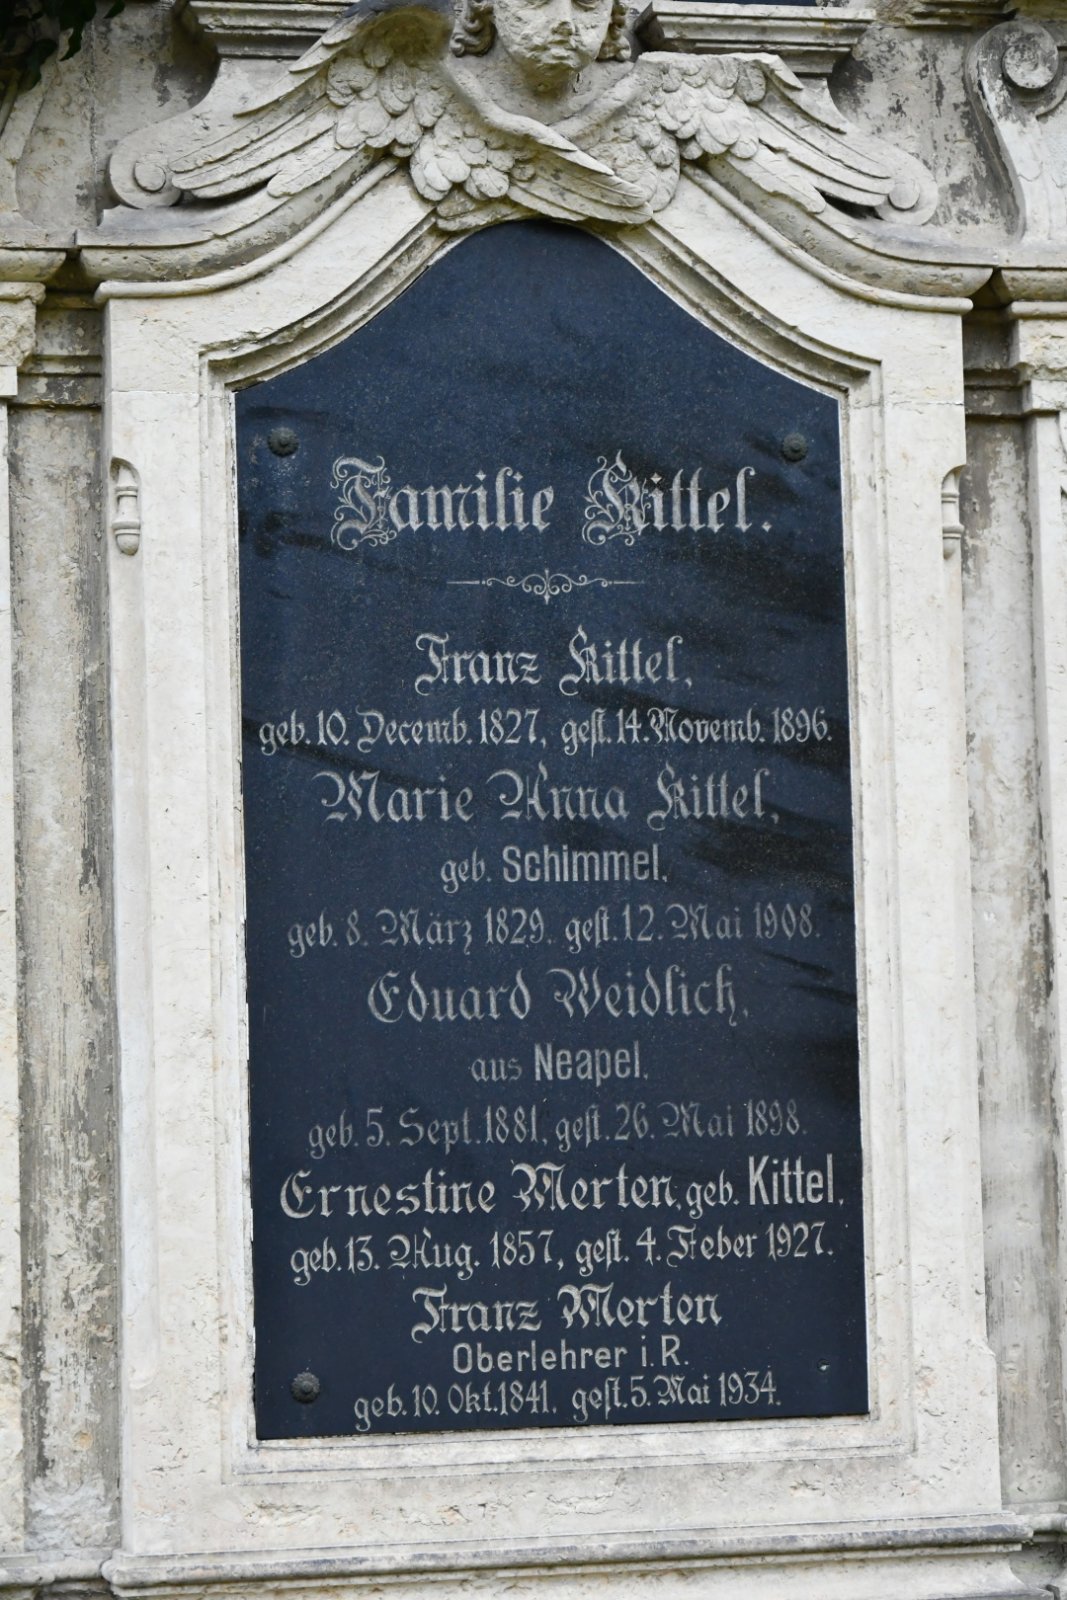 Familie Kittel.
Franz Kittel,
geb. 10. Decemb. 1827, gest. 14. Novemb. 1896.
Marie Anna Kittel,
geb. Schimmel,
geb. 8. März 1829. gest. 12. Mai 1908.
Eduard Weidlich,
aus Neapel.
geb. 5. Sept. 1881, gest. 26. Mai 1898.
Ernestine Merten, geb. Kittel,
geb. 13. Aug. 1857, gest. 4. Feber 1927.
Franz Merten
Oberlehrer i. R.
geb. 10. Okt. 1841. gest. 5. Mai 1934.